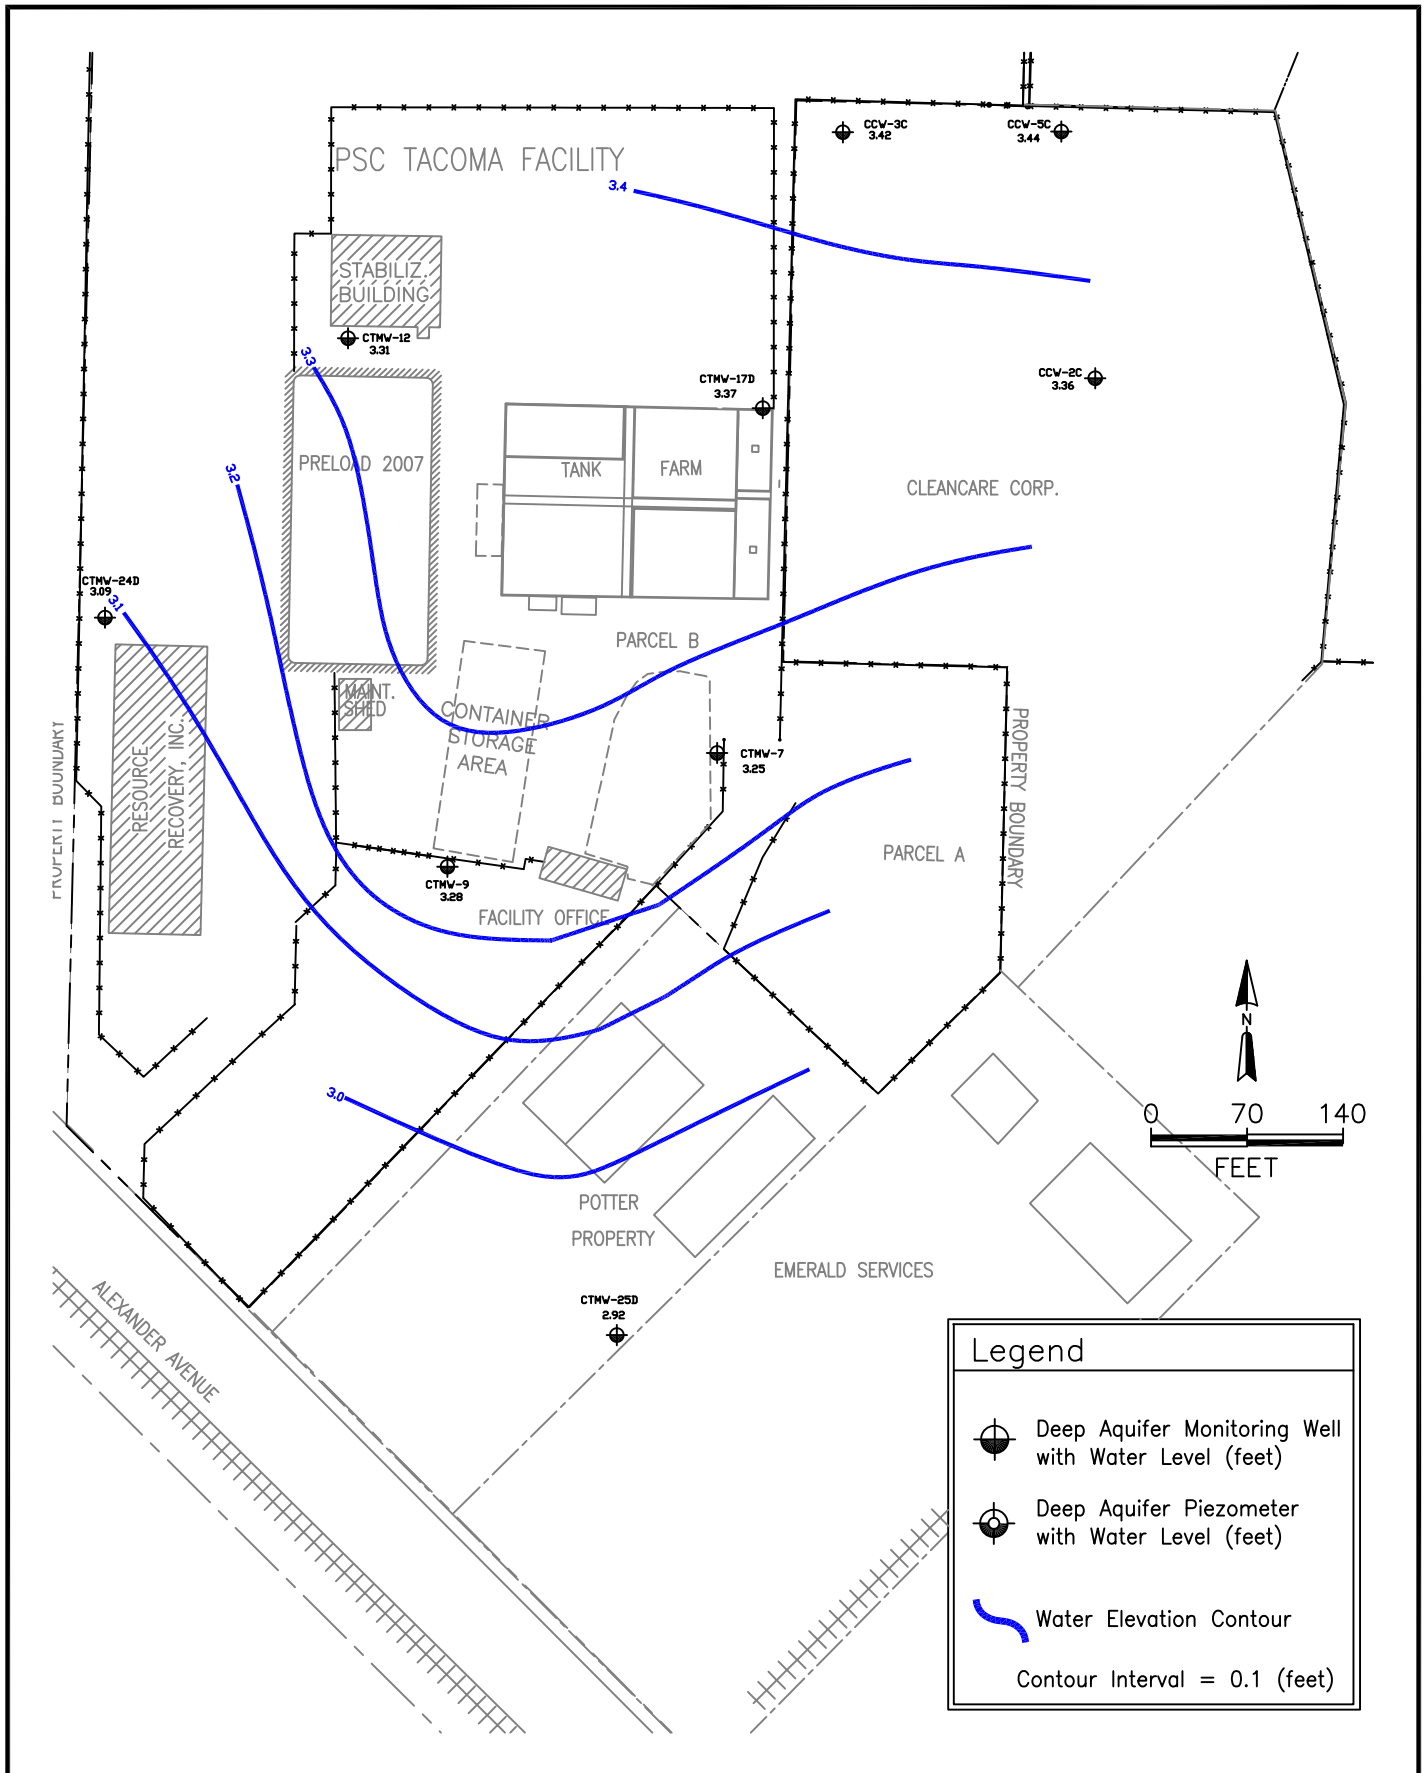 CCW-3C
3.42
CCW-5C
3.44
PSC TACOMA FACILITY
3.4
STABILIZ.
BUILDING
CTMW-12
3.31
3.3
CTMW-17D
3.37
CCW-2C
3.36
PRELOAD 2007
TANK FARM
3.2
CLEANCARE CORP.
CTMW-24D
3.09
3.1
PARCEL B
MAINT.
SHED
CONTAINER
STORAGE
AREA
PROPERTY BOUNDARY
RESOURCE
RECOVERY, INC.
CTMW-7
3.25
PROPERTY BOUNDARY
PARCEL A
CTMW-9
3.28
FACILITY OFFICE
N
3.0
0 70 140
FEET
POTTER
PROPERTY
EMERALD SERVICES
CTMW-25D
2.92
ALEXANDER AVENUE
Legend
Deep Aquifer Monitoring Well
with Water Level (feet)
Deep Aquifer Piezometer
with Water Level (feet)
Water Elevation Contour
Contour Interval = 0.1 (feet)